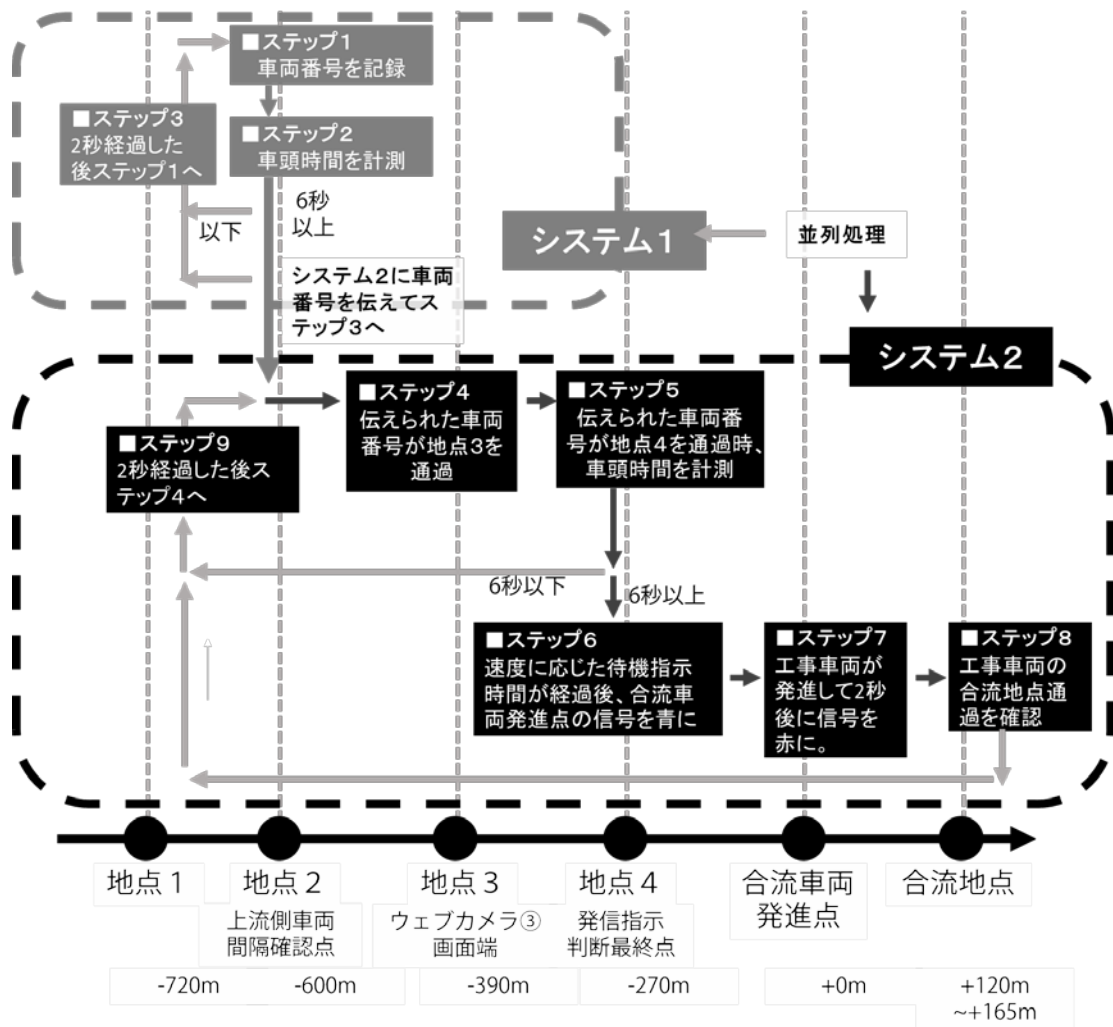 ■ステップ1
車両番号を記録
■ステップ3
2秒経過した
後ステップ1へ
■ステップ2
車頭時間を計測
6秒
以上
以下
システム1
並列処理
システム2に車両
番号を伝えてス
テップ3へ
システム2
■ステップ4
伝えられた車両
番号が地点3を
通過
■ステップ5
伝えられた車両番
号が地点4を通過時、
車頭時間を計測
■ステップ9
2秒経過した後ス
テップ4へ
6秒以下
6秒以上
■ステップ6
速度に応じた待機指示
時間が経過後、合流車
両発進点の信号を青に
■ステップ7
工事車両が
発進して2秒
後に信号を
赤に。
■ステップ8
工事車両の
合流地点通
過を確認
地点1
地点2
地点3
地点4
合流車両
発進点
合流地点
上流側車両
間隔確認点
ウェブカメラ③
画面端
発信指示
判断最終点
-720m
-600m
-390m
-270m
+0m
+120m
~+165m